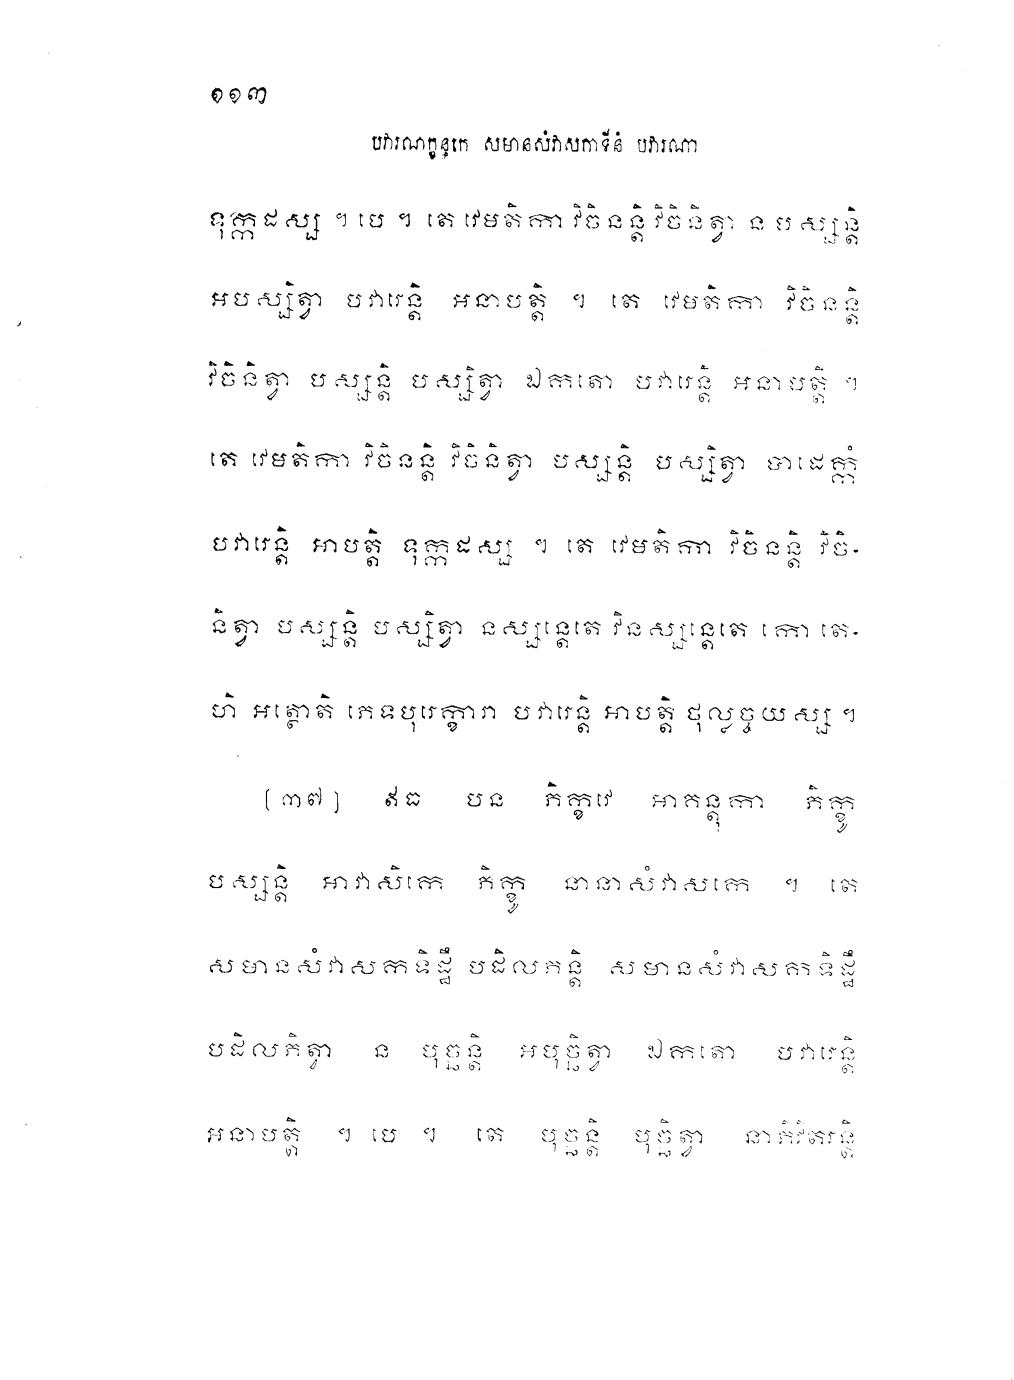 ១១៣
បវារណក្ខន្ធកេ សមានសំវាសកាទីនំ បវារណា
ទុក្កដស្ស ។ បេ ។ តេ វេមតិកា វិចិនន្តិ វិចិនិត្វា ន បស្សន្តិ
អបស្សិត្វា បវារេន្តិ អនាបត្តិ ។ តេ វេមតិកា វិចិនន្តិ
វិចិនិត្វា បស្សន្តិ បស្សិត្វា ឯកតោ បវារេន្តិ អនាបត្តិ ។
តេ វេមតិកា វិចិនន្តិ វិចិនិត្វា បស្សន្តិ បស្សិត្វា បាដេក្កំ
បវារេន្តិ អាបត្តិ ទុក្កដស្ស ។ តេ វេមតិកា វិចិនន្តិ វិចិ-
និត្វា បស្សន្តិ បស្សិត្វា នស្សន្តេតេ វិនស្សន្តេតេ កោ តេ-
ហិ អត្ថោតិ ភេទបុរេក្ខារា បវារេន្តិ អាបត្តិ ថុល្លច្ចយស្ស ។
[៣៧] ឥធ បន ភិក្ខវេ អាគន្តុកា ភិក្ខូ
បស្សន្តិ អាវាសិកេ ភិក្ខូ នានាសំវាសកេ ។ តេ
សមានសំវាសកទិដ្ឋឹ បដិលភន្តិ សមានសំវាសកទិដ្ឋឹ
បដិលភិត្វា ន បុច្ឆន្តិ អបុច្ឆិត្វា ឯកតោ បវារេន្តិ
អនាបត្តិ ។ បេ ។ តេ បុច្ឆន្តិ បុច្ឆិត្វា នាភិវិតរន្តិ